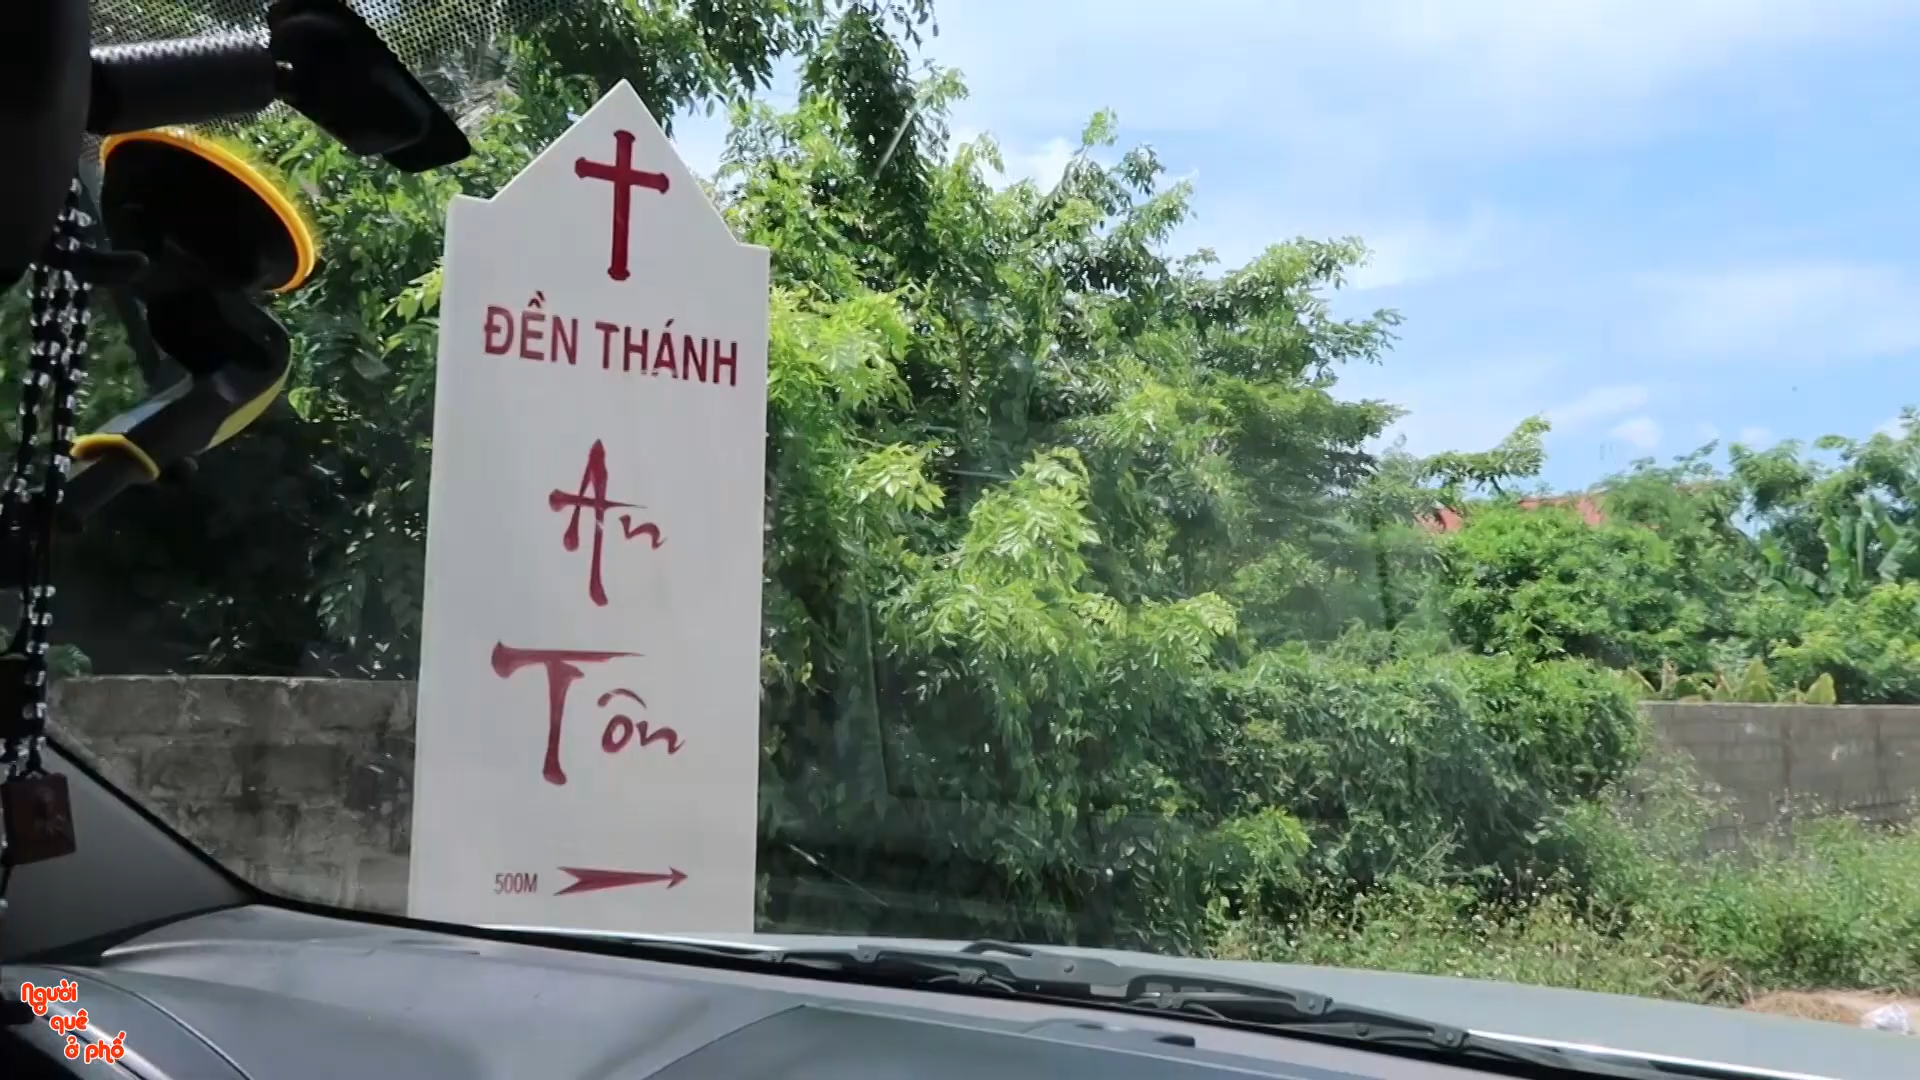 ĐỀN THÁNH
An
Tôn
500M
Người
quê
ở phố